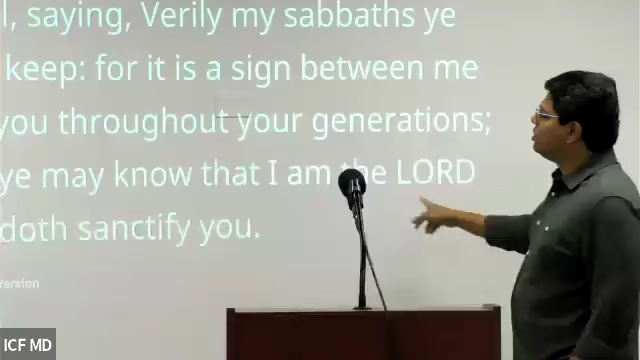 l, saying, Verily my sabbaths ye
keep: for it is a sign between me
you throughout your generations;
ye may know that I am the LORD
doth sanctify you.
Version
ICF MD